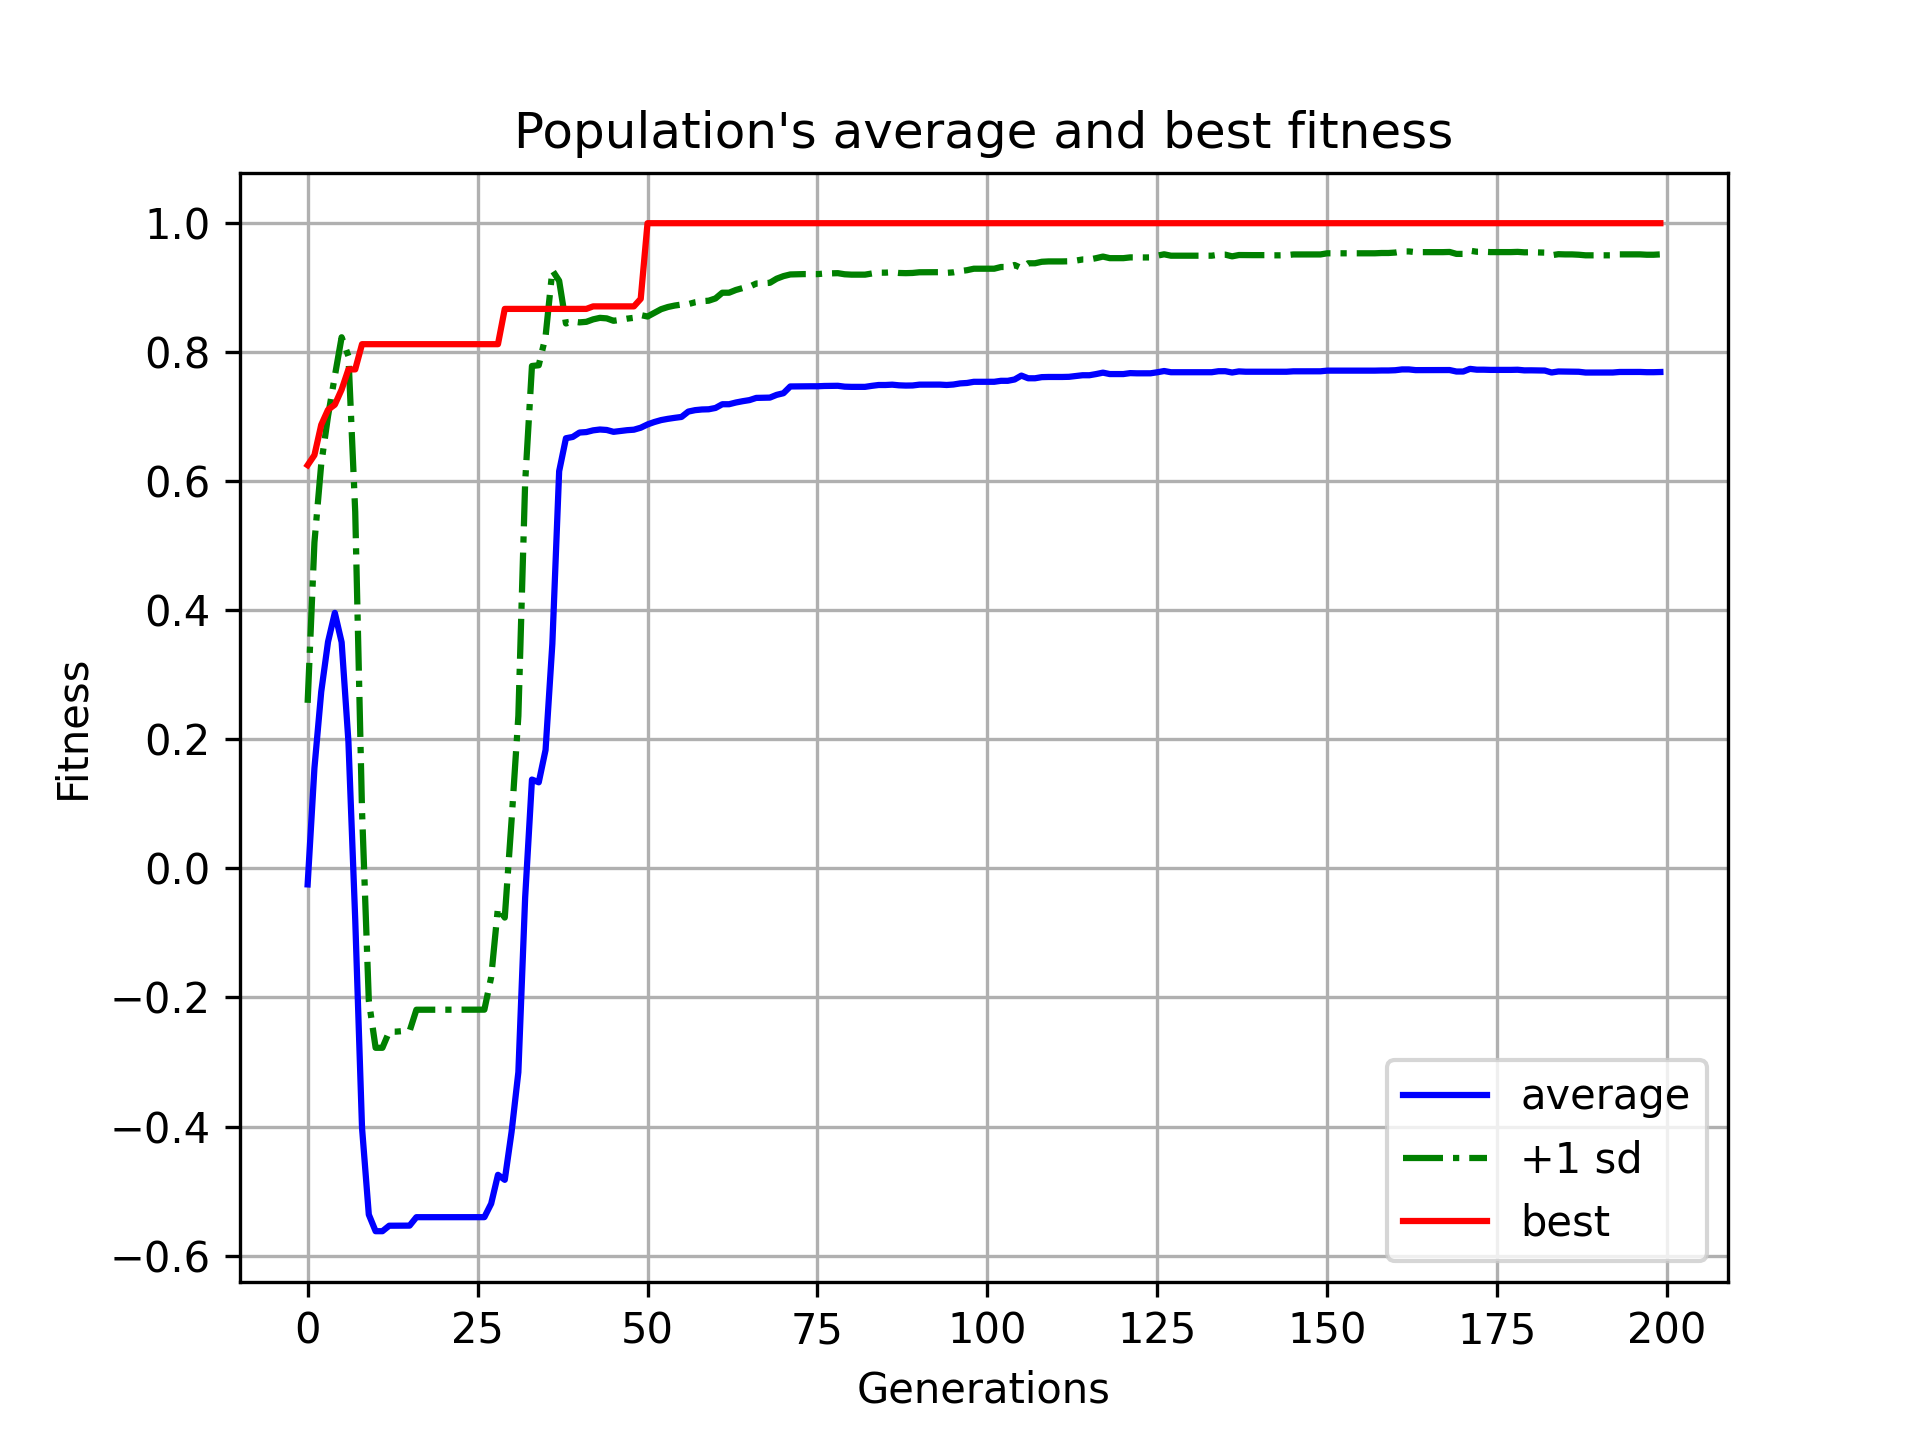 Population's average and best fitness
1.0
0.8
0.6
0.4
0.2
0.0
−0.2
−0.4
−0.6
Fitness
0 25 50 75 100 125 150 175 200
Generations
average
+1 sd
best